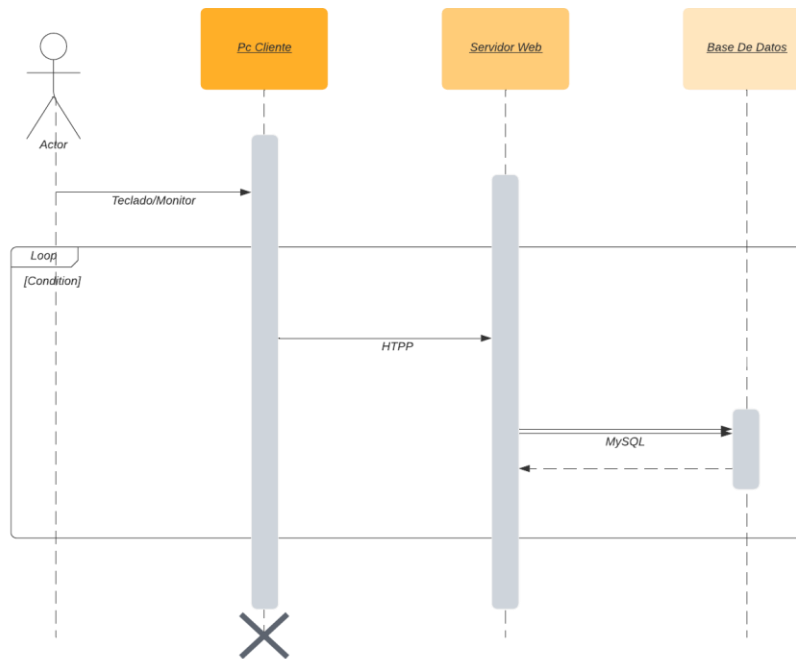 Pc Cliente
Servidor Web
Base De Datos
Actor
Teclado/Monitor
Loop
[Condition]
HTPP
MySQL